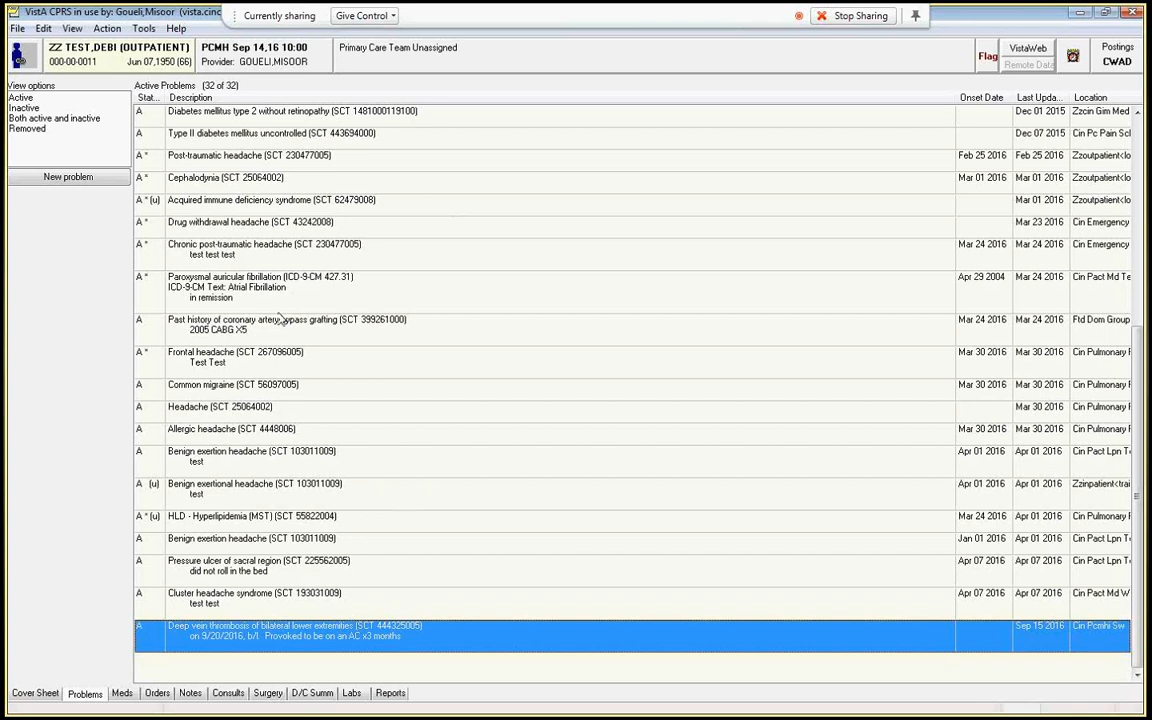 VistA CPRS in use by: Goueli,Misoor (vista.cinc
Currently sharing
Give Control
Stop Sharing
File Edit View Action Tools Help
ZZ TEST,DEBI (OUTPATIENT)
000-00-0011 Jun 07,1950 (66)
PCMH Sep 14,16 10:00
Provider: GOUELI,MISOOR
Primary Care Team Unassigned
Flag
VistaWeb
Remote Data
Postings
CWAD
View options
Active
Inactive
Both active and inactive
Removed
New problem
Active Problems (32 of 32)
Stat... Description Onset Date Last Upda... Location
A Diabetes mellitus type 2 without retinopathy (SCT 1481000119100) Dec 01 2015 Zzcin Gim Med
A Type II diabetes mellitus uncontrolled (SCT 443694000) Dec 07 2015 Cin Pc Pain Scl
A * Post-traumatic headache (SCT 230477005) Feb 25 2016 Feb 25 2016 Zzoutpatient<lo
A * Cephalodynia (SCT 25064002) Mar 01 2016 Mar 01 2016 Zzoutpatient<lo
A * (u) Acquired immune deficiency syndrome (SCT 62479008) Mar 01 2016 Zzoutpatient<lo
A * Drug withdrawal headache (SCT 43242008) Mar 23 2016 Cin Emergency
A * Chronic post-traumatic headache (SCT 230477005) Mar 24 2016 Mar 24 2016 Cin Emergency
test test test
A * Paroxysmal auricular fibrillation (ICD-9-CM 427.31) Apr 29 2004 Mar 24 2016 Cin Pact Md Te
ICD-9-CM Text: Atrial Fibrillation
in remission
A Past history of coronary artery bypass grafting (SCT 399261000) Mar 24 2016 Ftd Dom Group
2005 CABG X5
A * Frontal headache (SCT 267096005) Mar 30 2016 Mar 30 2016 Cin Pulmonary F
Test Test
A Common migraine (SCT 56097005) Mar 30 2016 Mar 30 2016 Cin Pulmonary F
A Headache (SCT 25064002) Mar 30 2016 Cin Pulmonary F
A Allergic headache (SCT 4448006) Mar 30 2016 Mar 30 2016 Cin Pulmonary F
A Benign exertion headache (SCT 103011009) Apr 01 2016 Apr 01 2016 Cin Pact Lpn Te
test
A (u) Benign exertional headache (SCT 103011009) Apr 01 2016 Apr 01 2016 Zzinpatient<trai
test
A * (u) HLD - Hyperlipidemia (MST) (SCT 55822004) Mar 24 2016 Apr 01 2016 Cin Pulmonary F
A Benign exertion headache (SCT 103011009) Jan 01 2016 Apr 01 2016 Cin Pact Lpn Te
A Pressure ulcer of sacral region (SCT 225562005) Apr 07 2016 Apr 07 2016 Cin Pact Lpn Te
did not roll in the bed
A Cluster headache syndrome (SCT 193031009) Apr 07 2016 Apr 07 2016 Cin Pact Md W
test test
A Deep vein thrombosis of bilateral lower extremities (SCT 444325005) Sep 15 2016 Cin Pcmhi Sw
on 9/20/2016, b/l. Provoked to be on an AC x3 months
Cover Sheet Problems Meds Orders Notes Consults Surgery D/C Summ Labs Reports